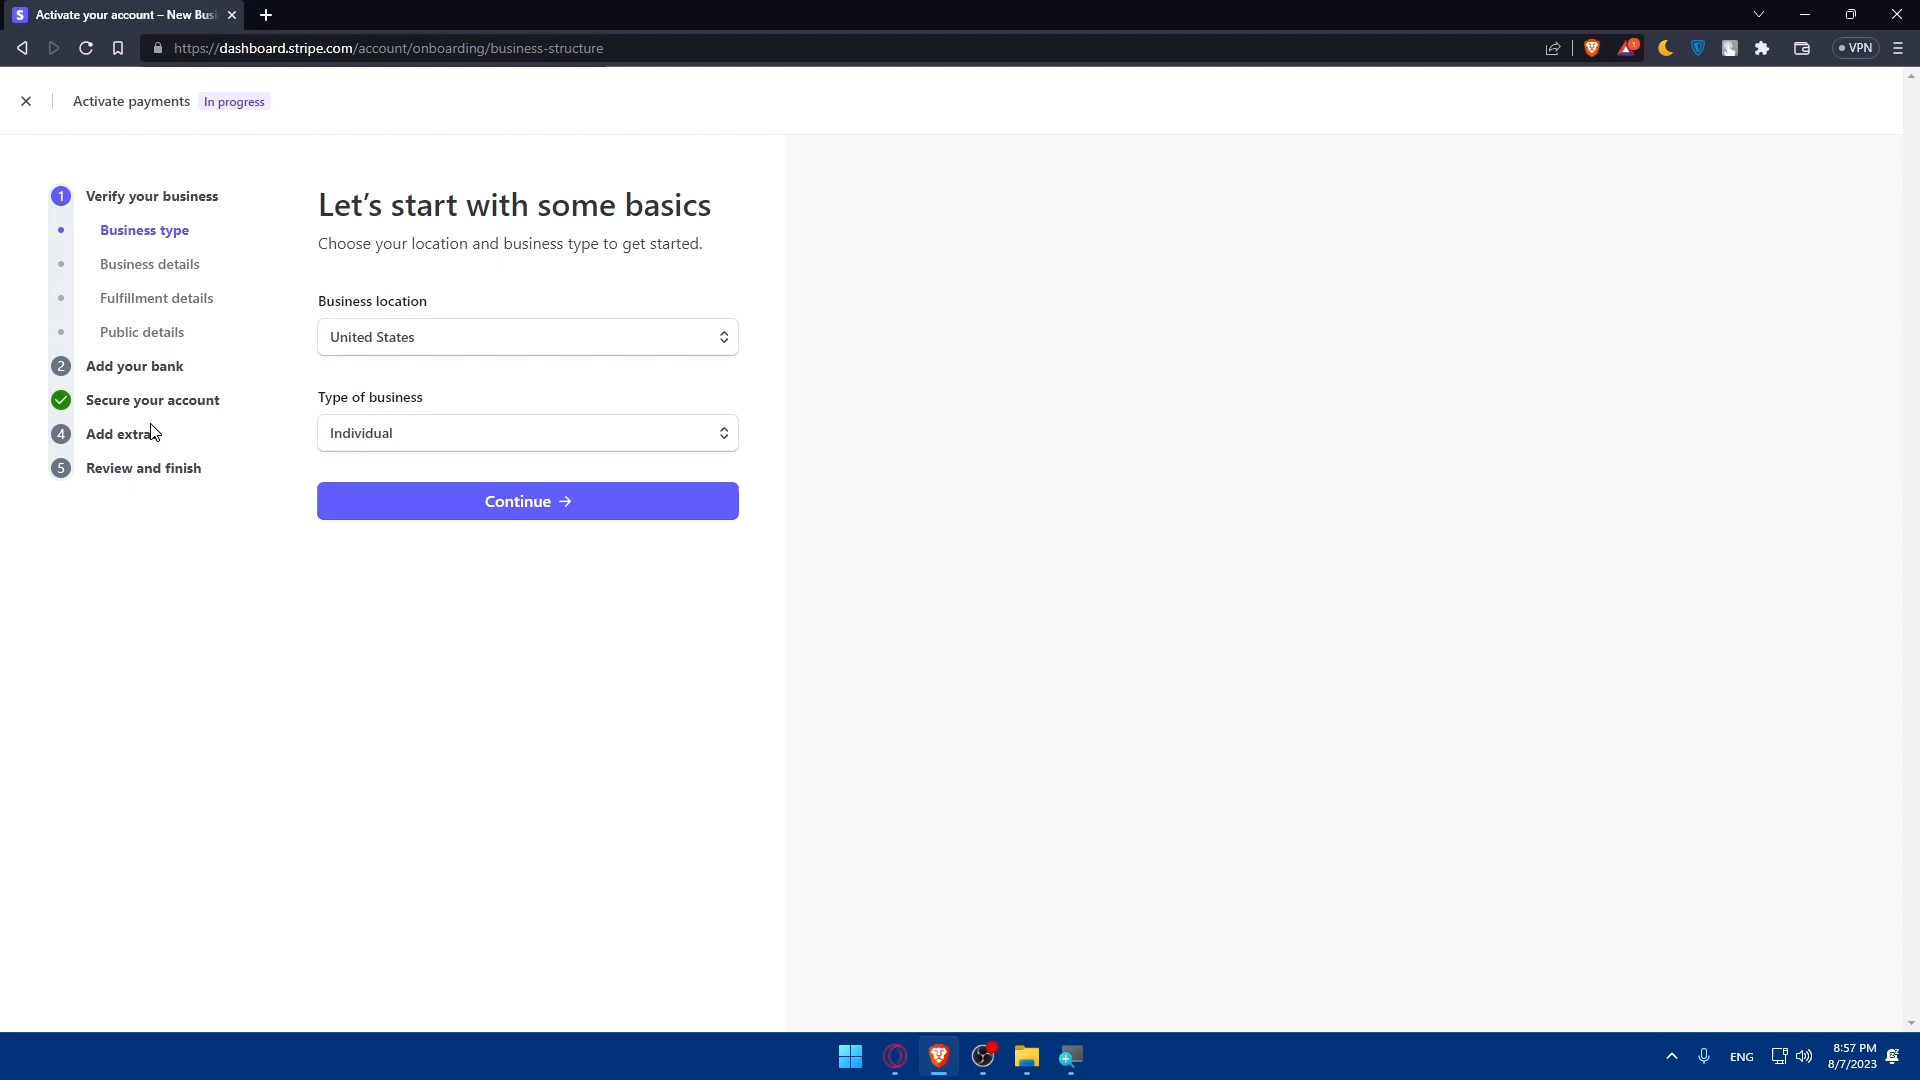 S Activate your account – New Busi
https://dashboard.stripe.com/account/onboarding/business-structure
1
VPN
Activate payments In progress
1 Verify your business
Business type
Business details
Fulfillment details
Public details
2 Add your bank
Secure your account
4 Add extra
5 Review and finish
Let’s start with some basics
Choose your location and business type to get started.
Business location
United States
Type of business
Individual
Continue →
ENG
8:57 PM
8/7/2023